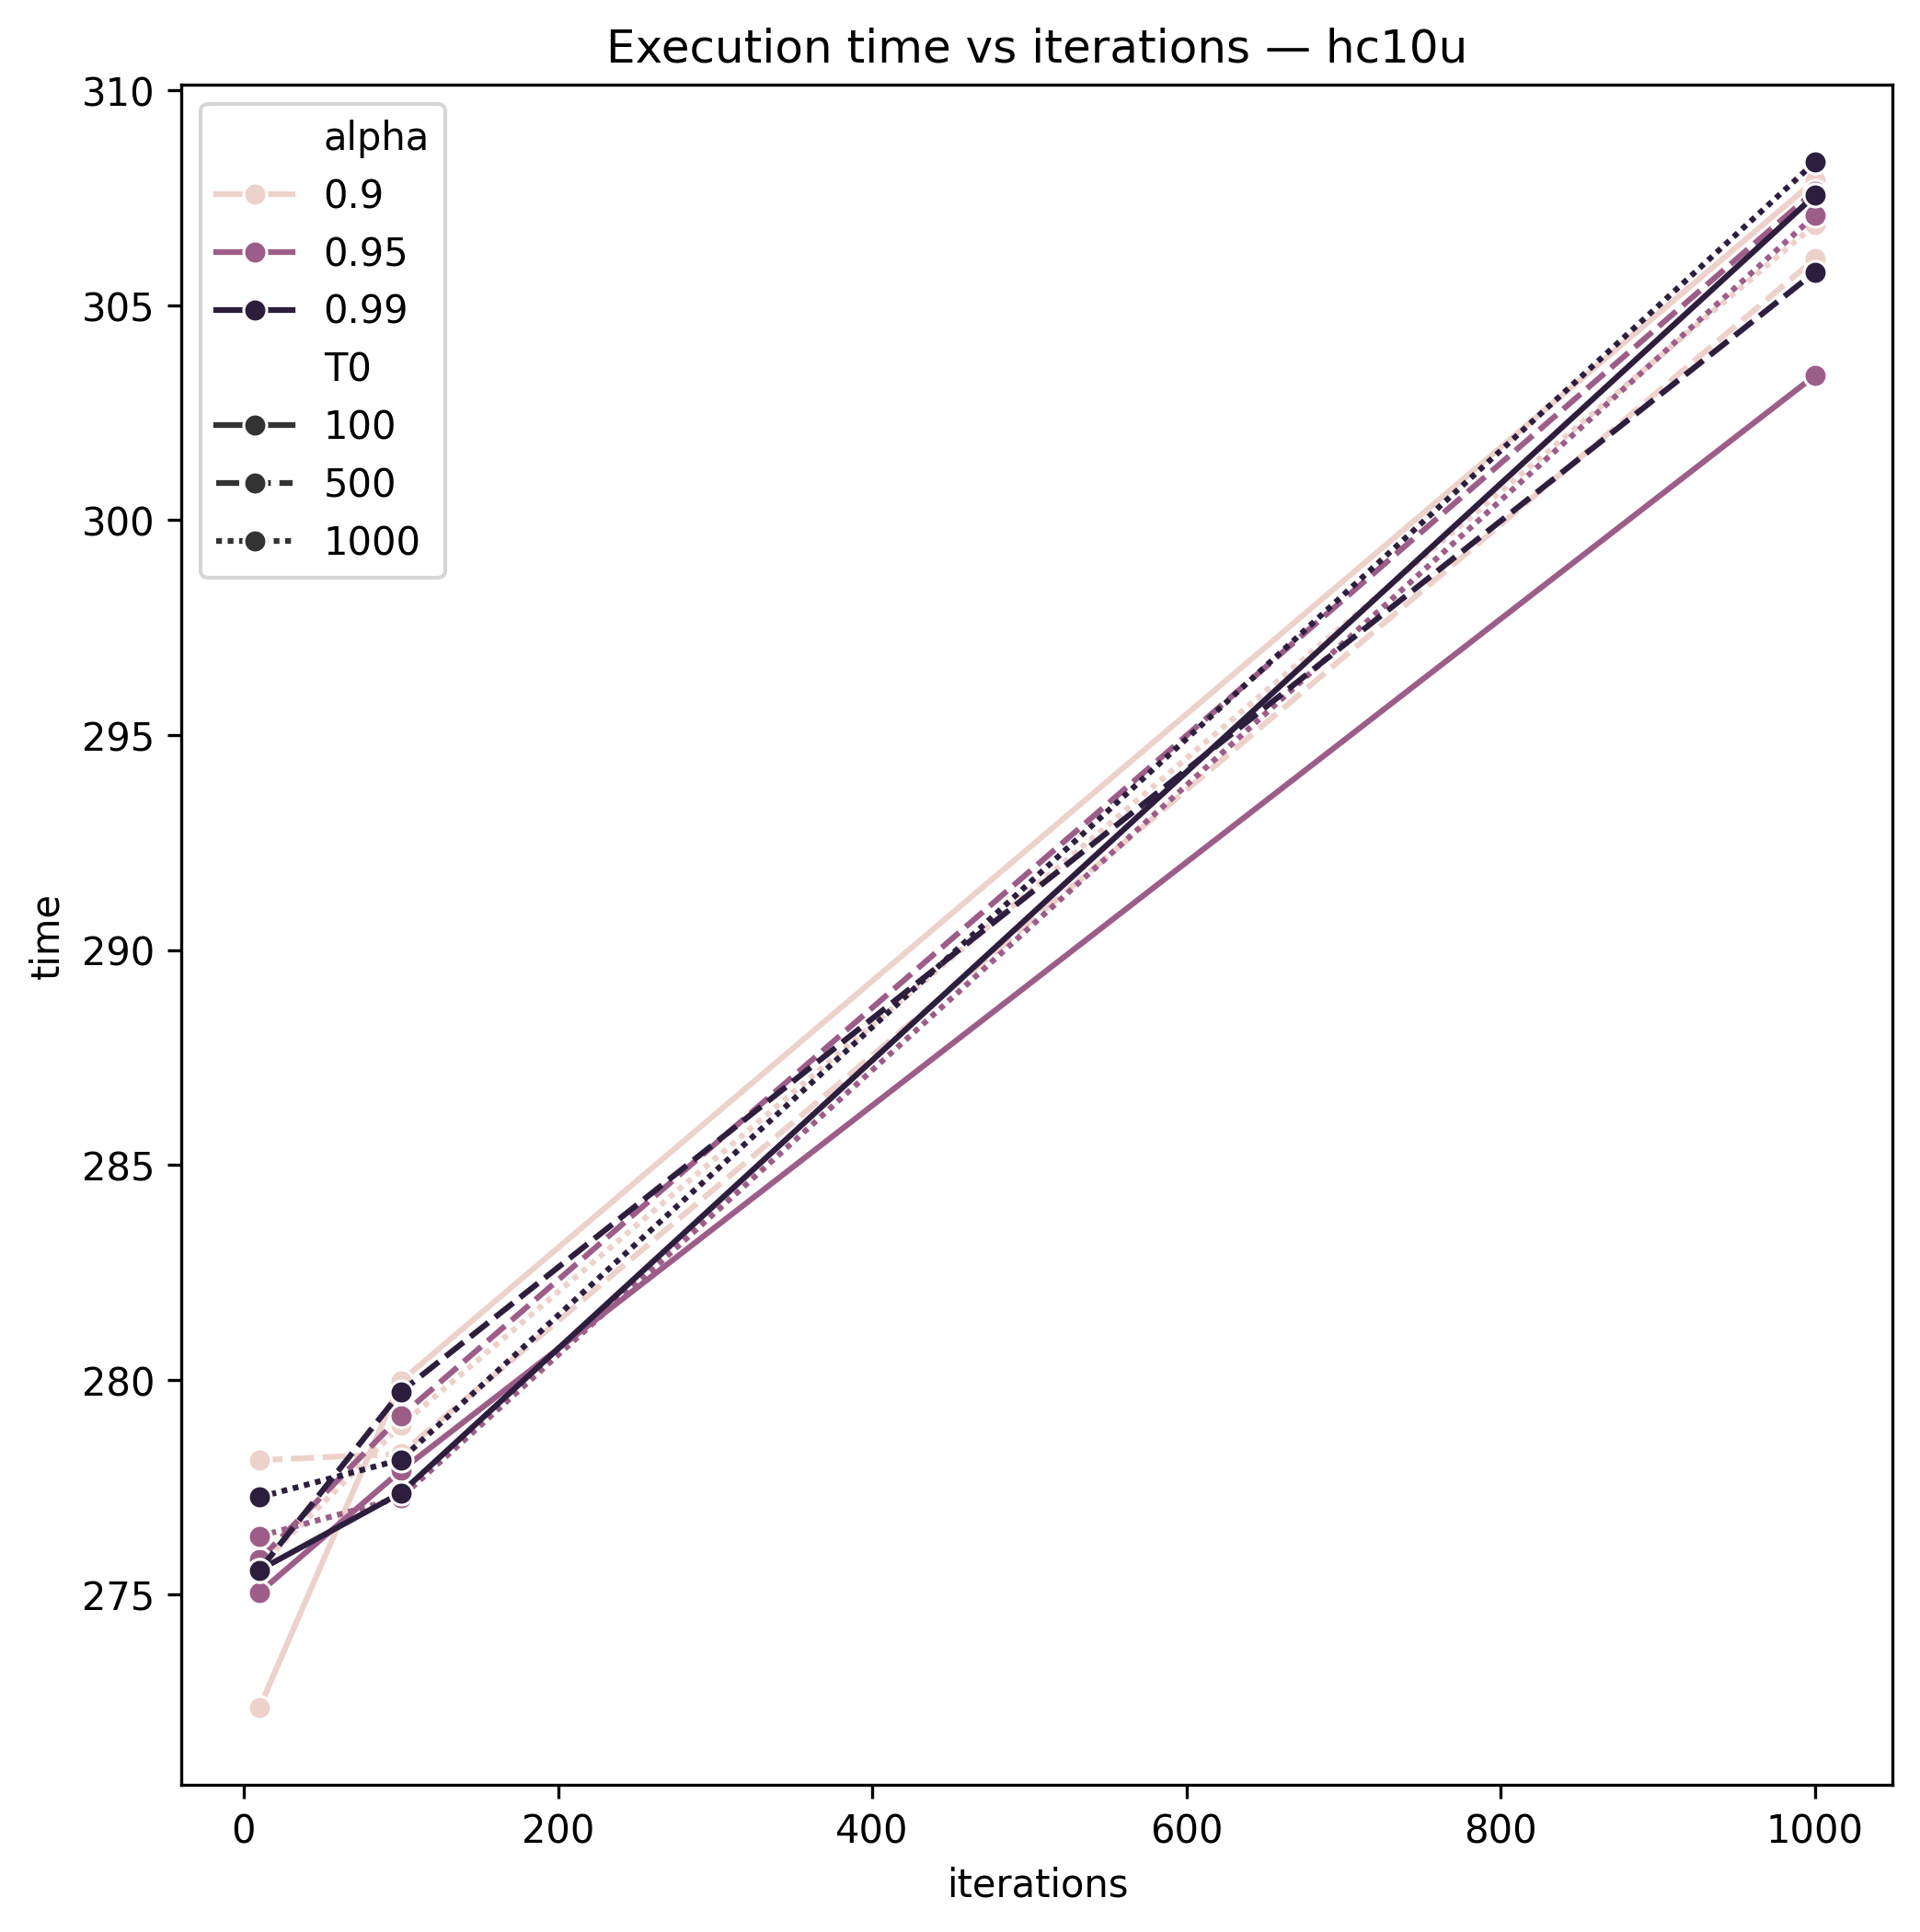 Execution time vs iterations — hc10u
310
305
300
295
290
285
280
275
time
alpha
0.9
0.95
0.99
T0
100
500
1000
0 200 400 600 800 1000
iterations